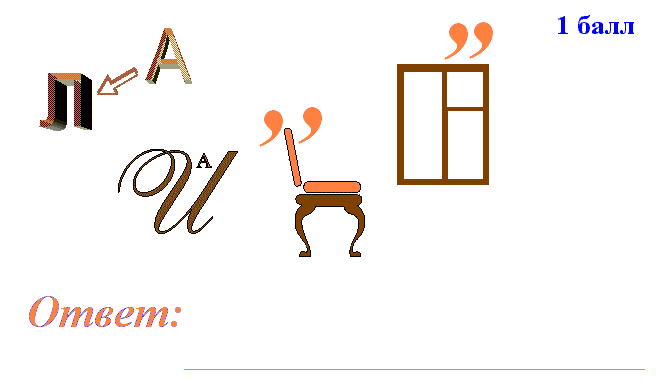 1 балл
А
Л
,,
И А
,,
Ответ: